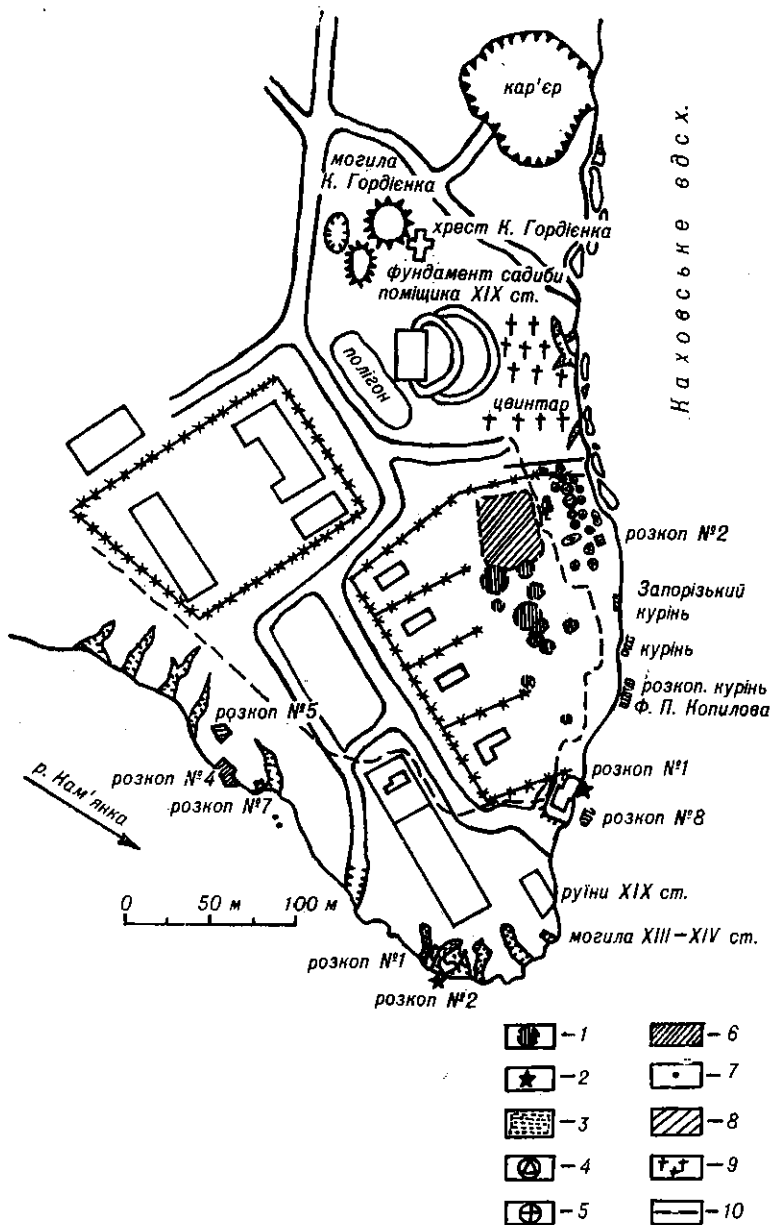 кар'єр
Каховське вдсх.
могила
К. Гордієнка
хрест К. Гордієнка
фундамент садиби
поміщика XIX ст.
полігон
цвинтар
розкоп №2
Запорізький
курінь
курінь
розкоп. курінь
Ф. П. Копилова
розкоп №5
розкоп №4
розкоп №7
р. Кам'янка
розкоп №1
розкоп №8
0 50 м 100 м
руїни XIX ст.
могила XIII–XIV ст.
розкоп №1
розкоп №2
–1
–2
–3
–4
–5
–6
–7
–8
–9
–10